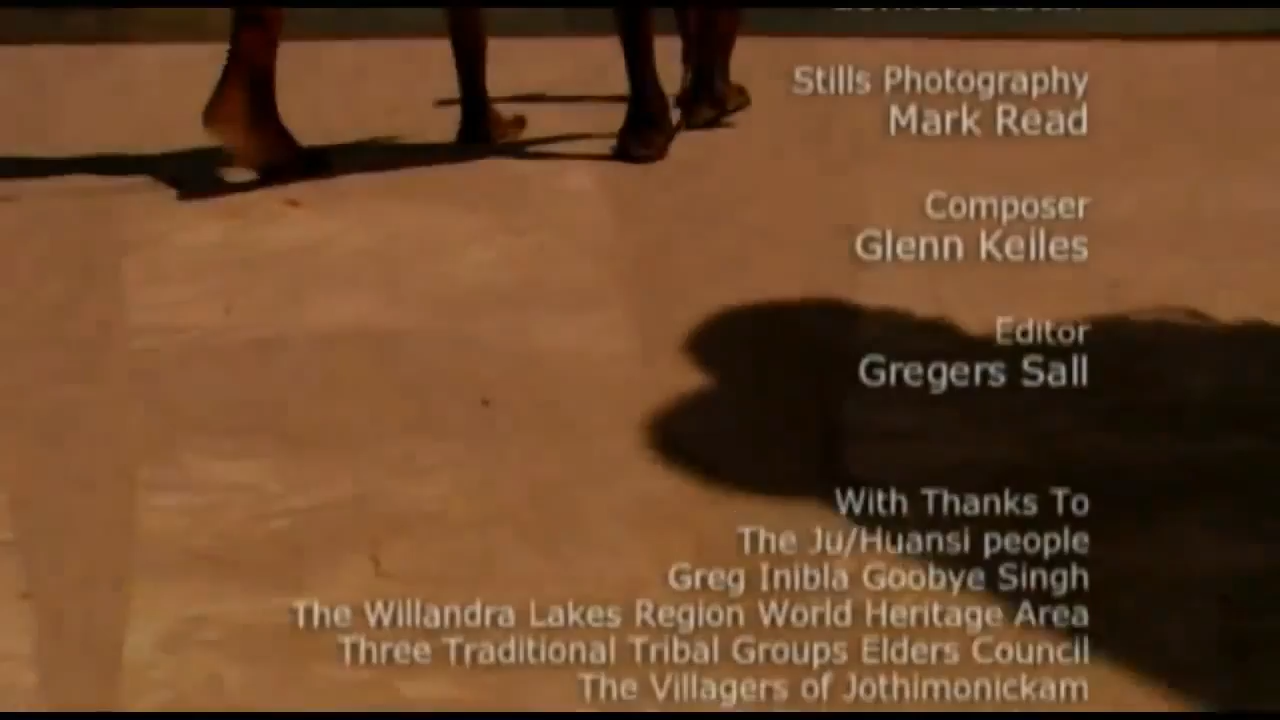 Stills Photography
Mark Read
Composer
Glenn Keiles
Editor
Gregers Sall
With Thanks To
The Ju/Huansi people
Greg Inibla Goobye Singh
The Willandra Lakes Region World Heritage Area
Three Traditional Tribal Groups Elders Council
The Villagers of Jothimonickam